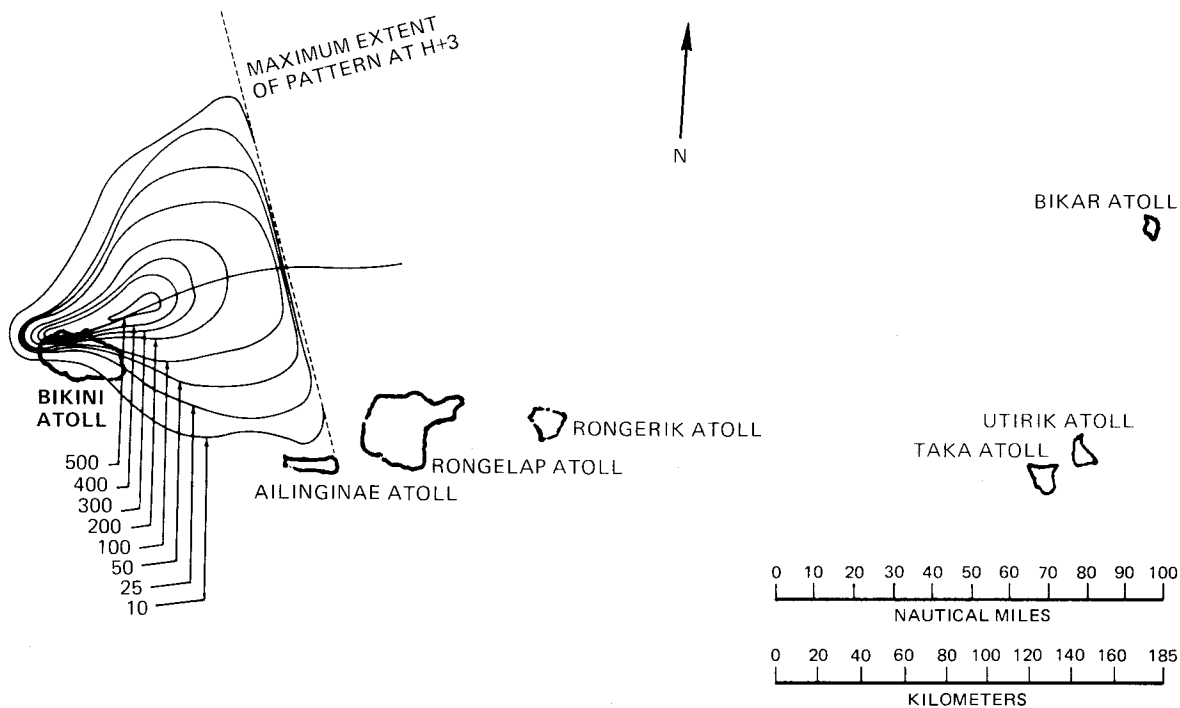 MAXIMUM EXTENT
OF PATTERN AT H+3
N
BIKAR ATOLL
BIKINI
ATOLL
UTIRIK ATOLL
RONGERIK ATOLL
TAKA ATOLL
RONGELAP ATOLL
AILINGINAE ATOLL
500
400
300
200
100
50
25
10
0 10 20 30 40 50 60 70 80 90 100
NAUTICAL MILES
0 20 40 60 80 100 120 140 160 185
KILOMETERS